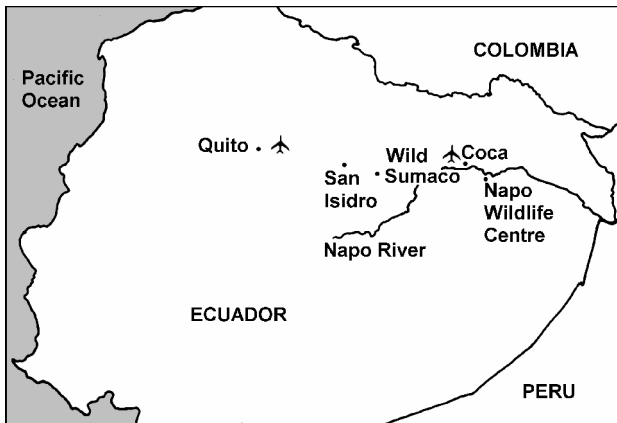 COLOMBIA
Pacific
Ocean
Quito
Wild
Sumaco
Coca
San
Isidro
Napo
Wildlife
Centre
Napo River
ECUADOR
PERU